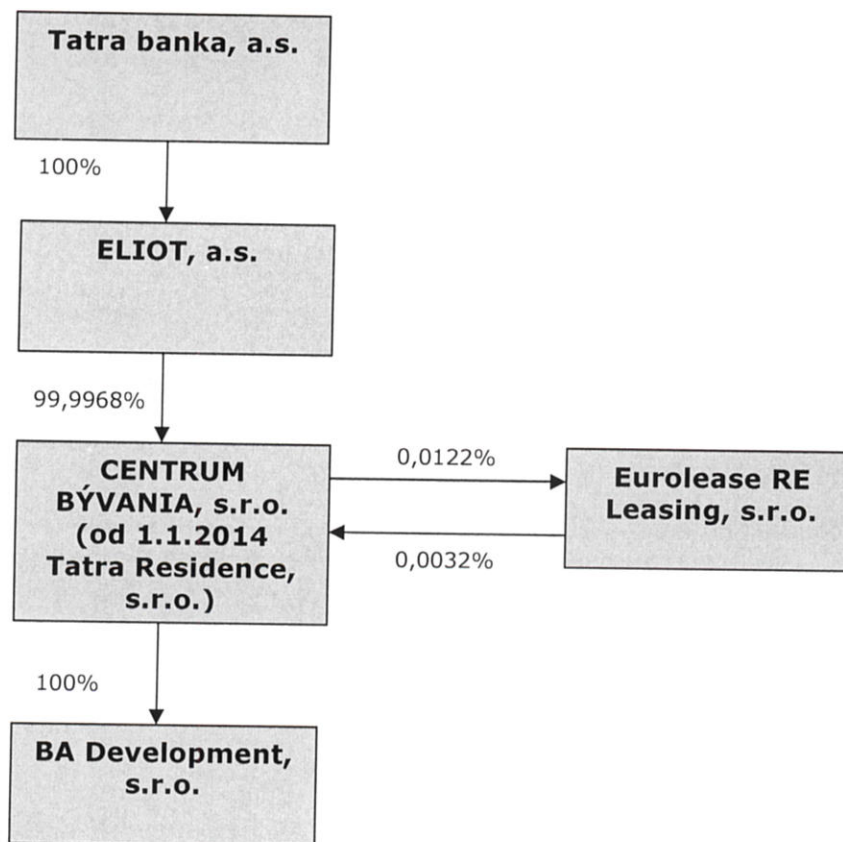 Tatra banka, a.s.
100%
ELIOT, a.s.
99,9968%
CENTRUM
BÝVANIA, s.r.o.
(od 1.1.2014
Tatra Residence,
s.r.o.)
0,0122%
0,0032%
Eurolease RE
Leasing, s.r.o.
100%
BA Development,
s.r.o.